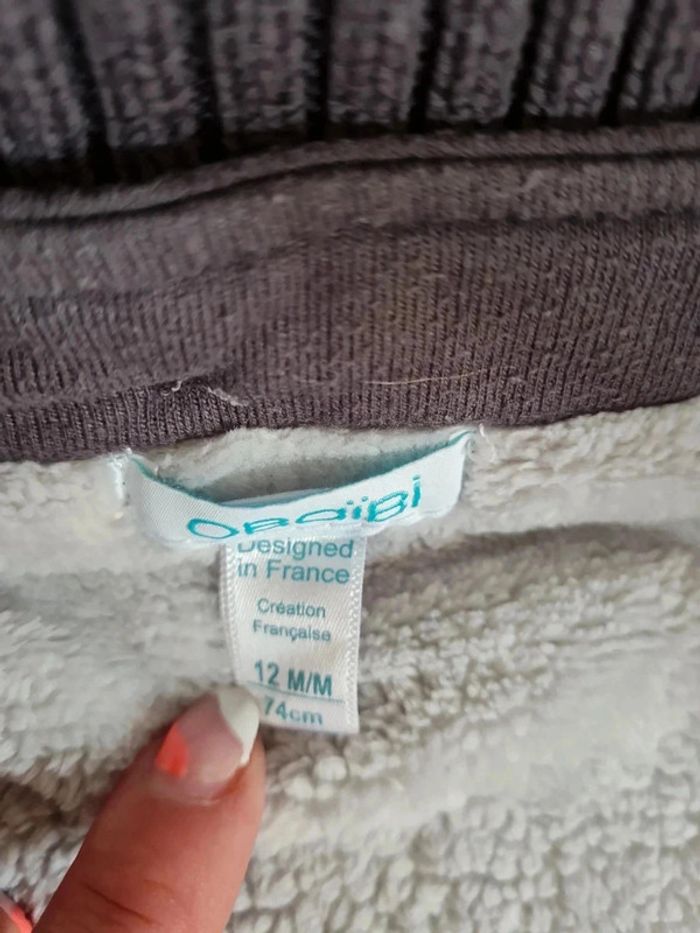 Obaïbi
Designed
in France
Création
Française
12 M/M
74cm